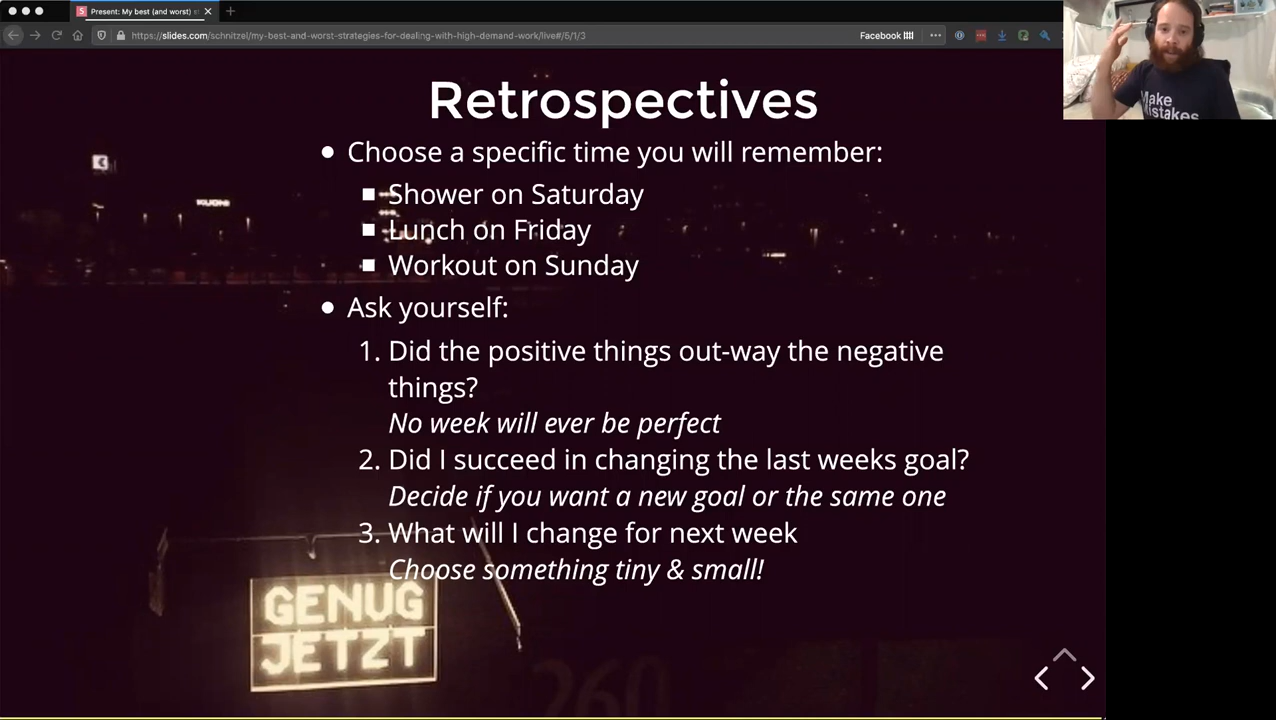 Present: My best (and worst) st
https://slides.com/schnitzel/my-best-and-worst-strategies-for-dealing-with-high-demand-work/live#/5/1/3
Facebook
Make
Mistakes
Retrospectives
Choose a specific time you will remember:
Shower on Saturday
Lunch on Friday
Workout on Sunday
Ask yourself:
1. Did the positive things out-way the negative
things?
No week will ever be perfect
2. Did I succeed in changing the last weeks goal?
Decide if you want a new goal or the same one
3. What will I change for next week
Choose something tiny & small!
GENUG
JETZT
260